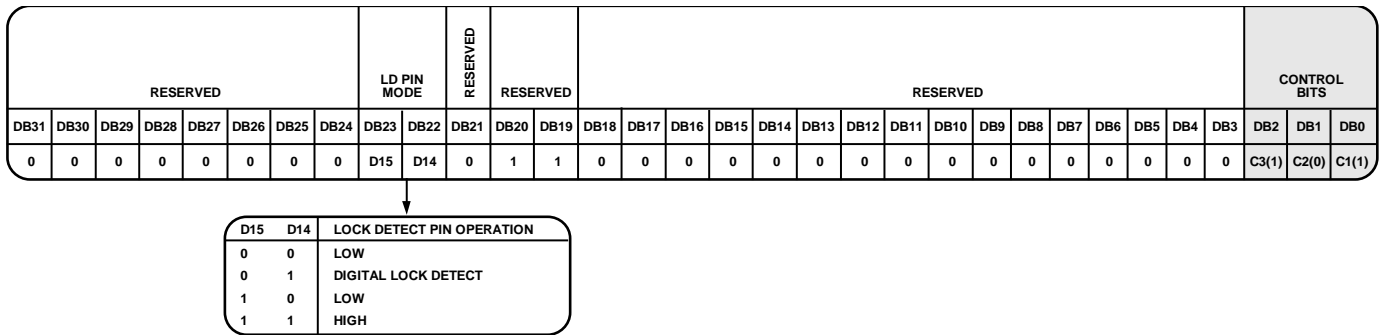 RESERVED LD PIN MODE RESERVED RESERVED RESERVED CONTROL BITS
DB31 DB30 DB29 DB28 DB27 DB26 DB25 DB24 DB23 DB22 DB21 DB20 DB19 DB18 DB17 DB16 DB15 DB14 DB13 DB12 DB11 DB10 DB9 DB8 DB7 DB6 DB5 DB4 DB3 DB2 DB1 DB0
0 0 0 0 0 0 0 0 D15 D14 0 1 1 0 0 0 0 0 0 0 0 0 0 0 0 0 0 0 0 C3(1) C2(0) C1(1)
D15 D14 LOCK DETECT PIN OPERATION
0 0 LOW
0 1 DIGITAL LOCK DETECT
1 0 LOW
1 1 HIGH